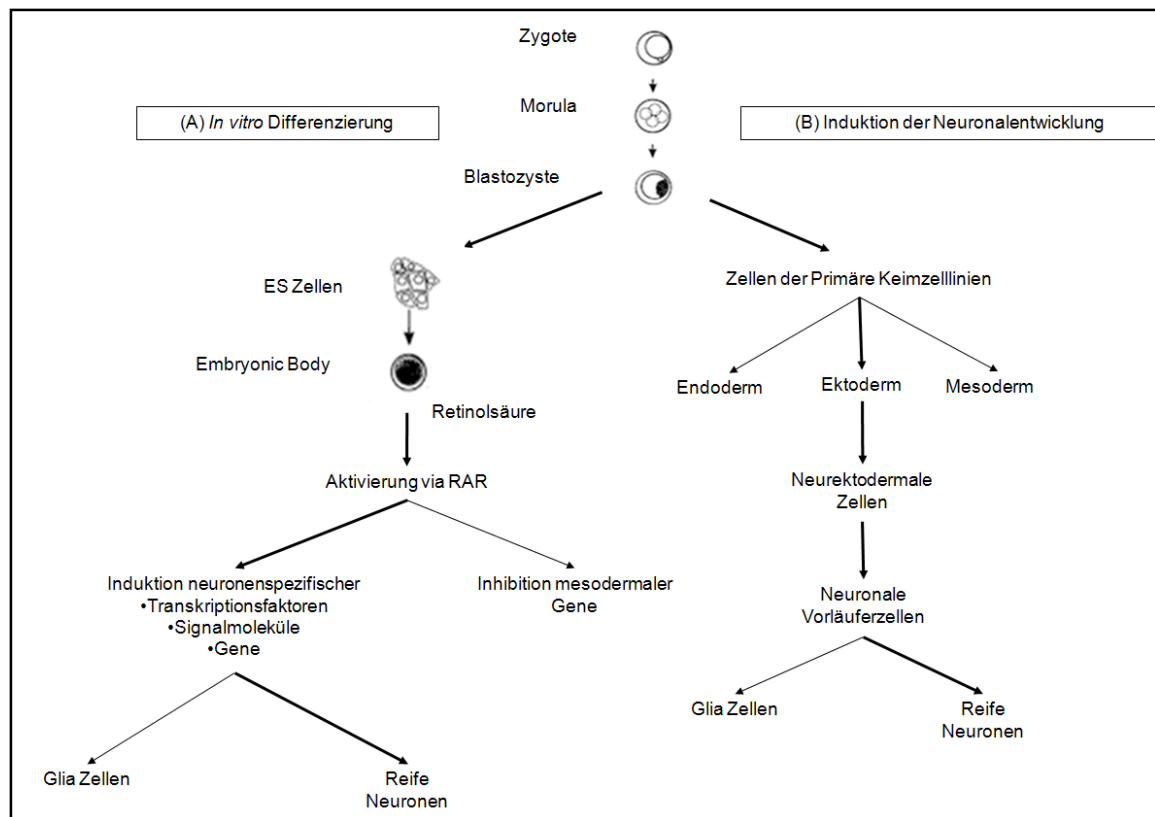 Zygote
Morula
(A) In vitro Differenzierung
(B) Induktion der Neuronalentwicklung
Blastozyste
ES Zellen
Embryonic Body
Retinolsäure
Aktivierung via RAR
Induktion neuronenspezifischer
•Transkriptionsfaktoren
•Signalmoleküle
•Gene
Inhibition mesodermaler
Gene
Glia Zellen
Reife
Neuronen
Zellen der Primäre Keimzelllinien
Endoderm
Ektoderm
Mesoderm
Neurektodermale
Zellen
Neuronale
Vorläuferzellen
Glia Zellen
Reife
Neuronen